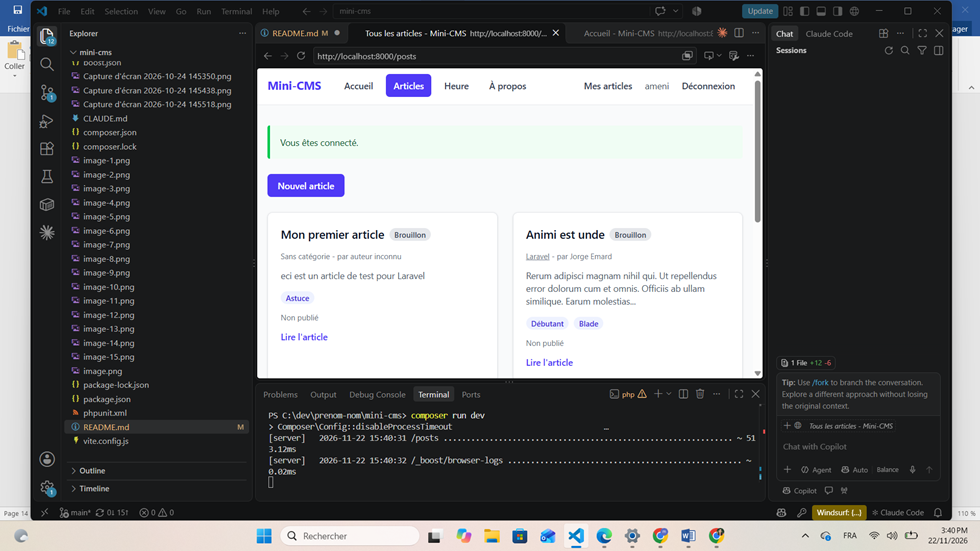 Fichier
Coller
Page 14
File Edit Selection View Go Run Terminal Help
mini-cms
Update
ager
Explorer
mini-cms
boost.json
Capture d'écran 2026-10-24 145350.png
Capture d'écran 2026-10-24 145438.png
Capture d'écran 2026-10-24 145518.png
CLAUDE.md
composer.json
composer.lock
image-1.png
image-2.png
image-3.png
image-4.png
image-5.png
image-6.png
image-7.png
image-8.png
image-9.png
image-10.png
image-11.png
image-12.png
image-13.png
image-14.png
image-15.png
image.png
package-lock.json
package.json
phpunit.xml
README.md M
vite.config.js
Outline
Timeline
12
1
1
README.md M
Tous les articles - Mini-CMS http://localhost:8000/...
Accueil - Mini-CMS http://localhost:8
http://localhost:8000/posts
Mini-CMS Accueil Articles Heure À propos Mes articles ameni Déconnexion
Vous êtes connecté.
Nouvel article
Mon premier article Brouillon
Sans catégorie - par auteur inconnu
eci est un article de test pour Laravel
Astuce
Non publié
Lire l'article
Animi est unde Brouillon
Laravel - par Jorge Emard
Rerum adipisci magnam nihil qui. Ut repellendus
error dolorum cum et omnis. Officiis ab ullam
similique. Earum molestias...
Débutant Blade
Non publié
Lire l'article
Problems Output Debug Console Terminal Ports
php
PS C:\dev\prenom-nom\mini-cms> composer run dev
> Composer\Config::disableProcessTimeout
[server] 2026-11-22 15:40:31 /posts ................................................................ ~ 51
3.12ms
[server] 2026-11-22 15:40:32 /_boost/browser-logs .................................................. ~
0.02ms
Chat Claude Code
Sessions
1 File +12 -6
Tip: Use /fork to branch the conversation.
Explore a different approach without losing
the original context.
Tous les articles - Mini-CMS
Chat with Copilot
Agent Auto Balance
Copilot
main* 0↓ 15↑ 0 0
Windsurf: {...} Claude Code
110 %
Rechercher
FRA
3:40 PM
22/11/2026